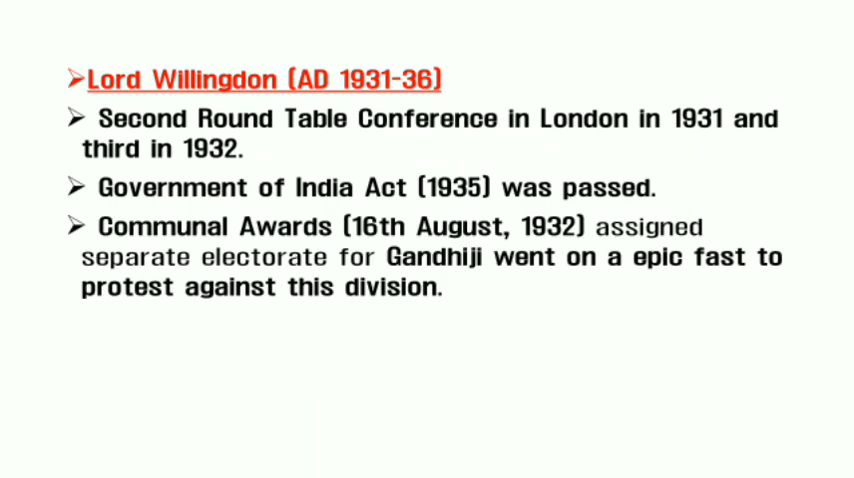 ➢Lord Willingdon (AD 1931-36)
➢ Second Round Table Conference in London in 1931 and
third in 1932.
➢ Government of India Act (1935) was passed.
➢ Communal Awards (16th August, 1932) assigned
separate electorate for Gandhiji went on a epic fast to
protest against this division.